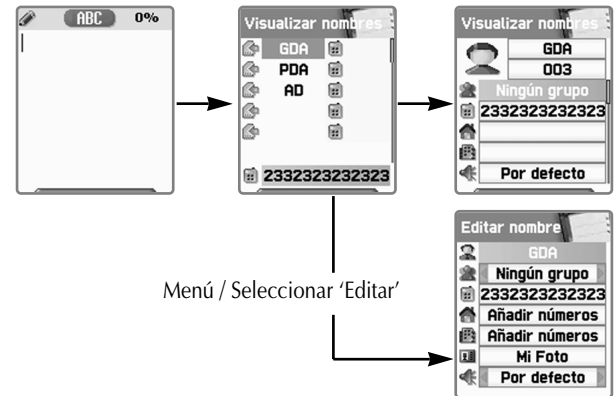 ABC 0%
Visualizar nombres
GDA
PDA
AD
2332323232323
Visualizar nombres
GDA
003
Ningún grupo
2332323232323
Por defecto
Menú / Seleccionar ‘Editar’
Editar nombre
GDA
Ningún grupo
2332323232323
Añadir números
Añadir números
Mi Foto
Por defecto